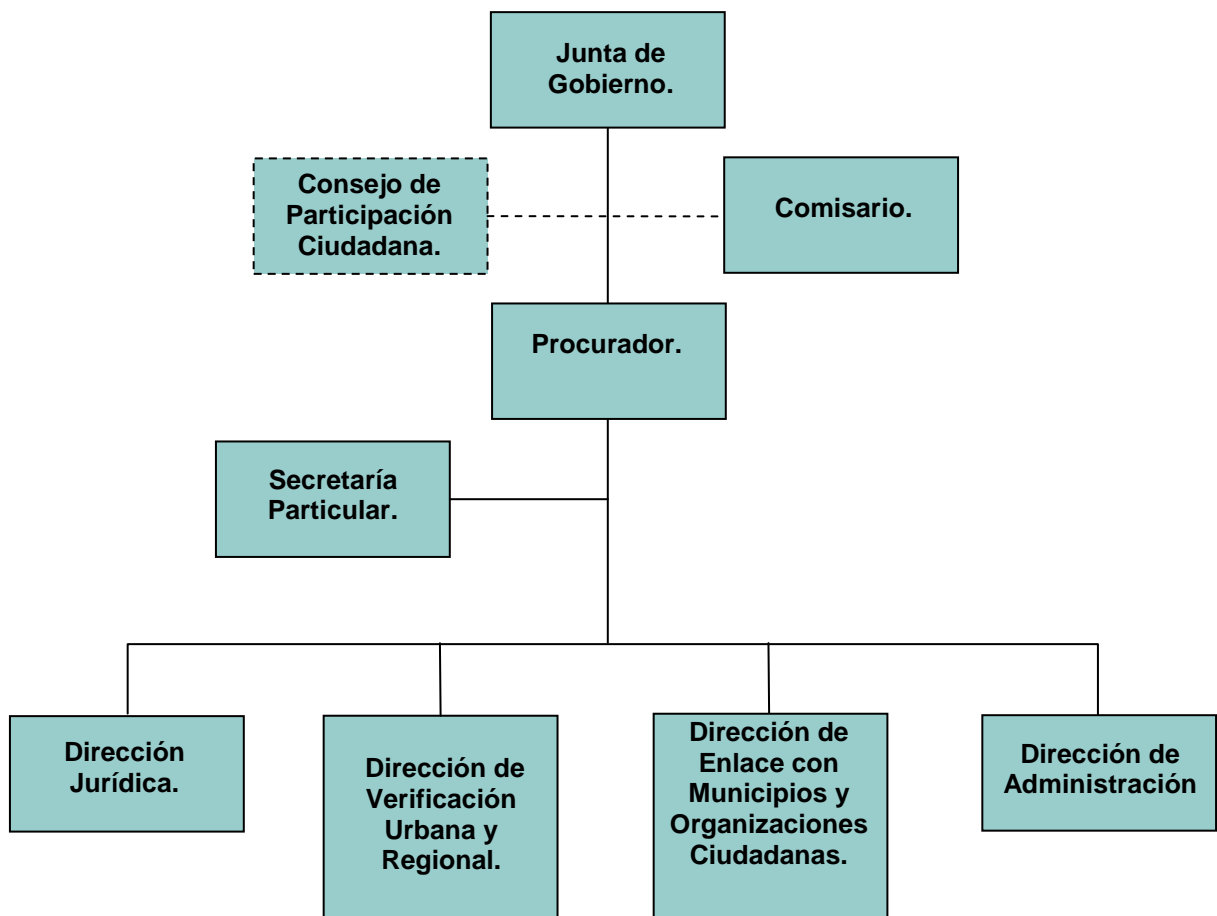 Junta de
Gobierno.
Consejo de
Participación
Ciudadana.
Comisario.
Procurador.
Secretaría
Particular.
Dirección
Jurídica.
Dirección de
Verificación
Urbana y
Regional.
Dirección de
Enlace con
Municipios y
Organizaciones
Ciudadanas.
Dirección de
Administración